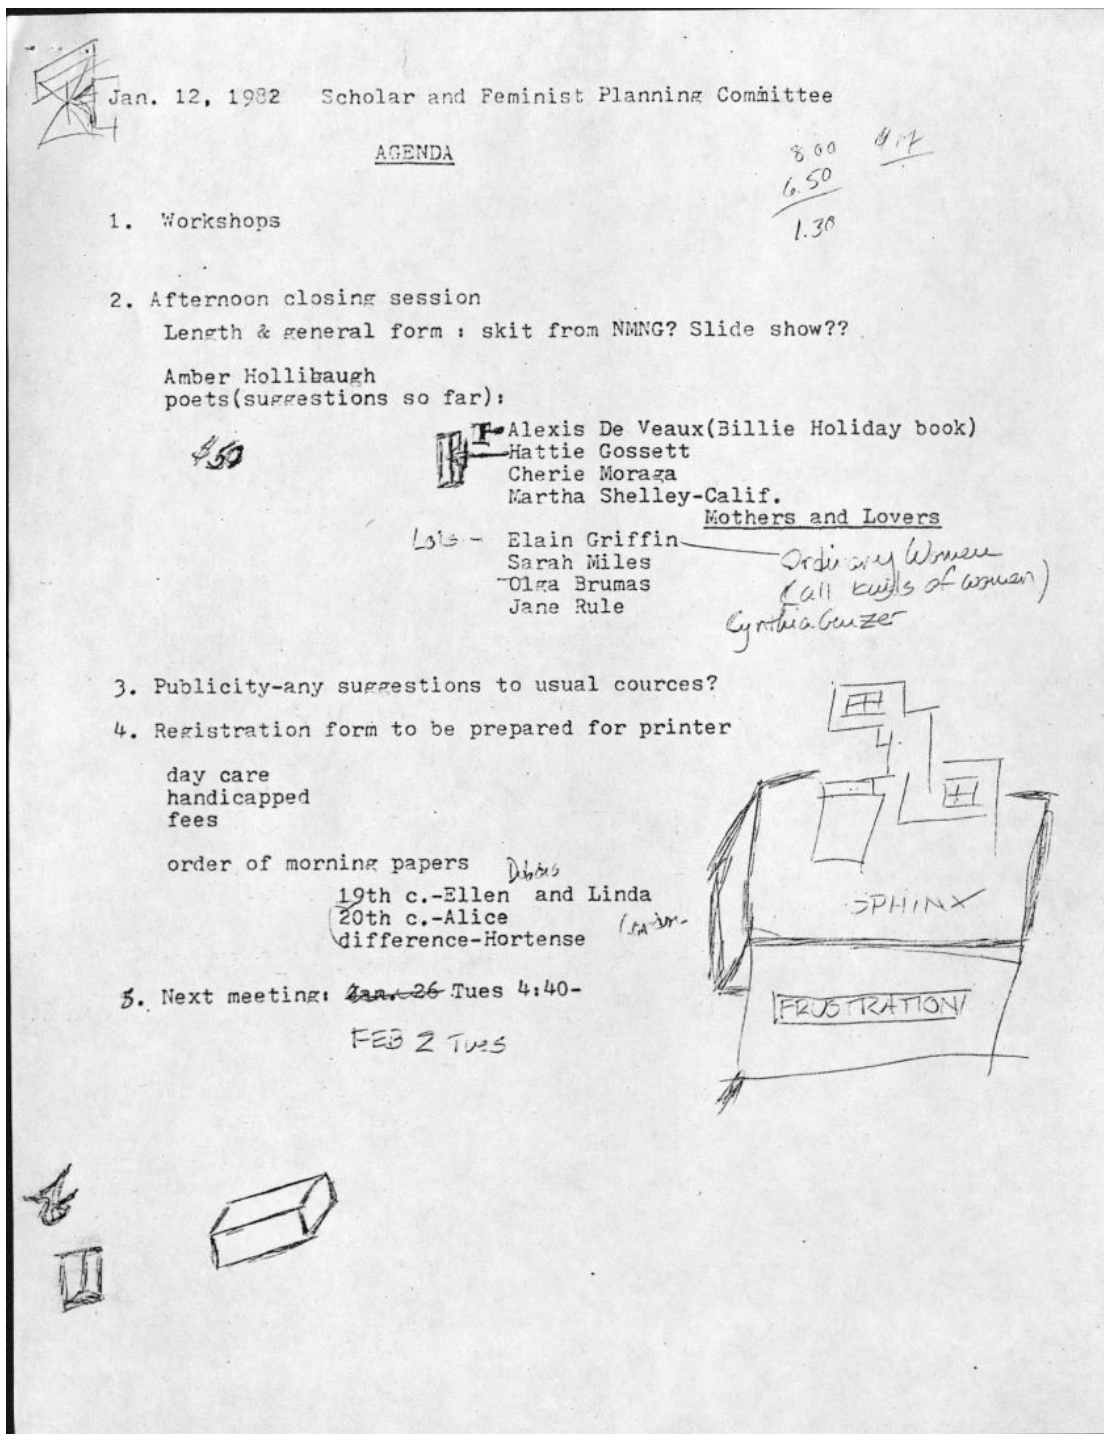 Jan. 12, 1982 Scholar and Feminist Planning Committee
AGENDA
8 00
6.50
1.30
1. Workshops
2. Afternoon closing session
Length & general form : skit from NMNG? Slide show??
Amber Hollibaugh
poets(suggestions so far):
$50
Alexis De Veaux(Billie Holiday book)
Hattie Gossett
Cherie Moraga
Martha Shelley-Calif.
Mothers and Lovers
Elain Griffin
Ordinary Women
Sarah Miles
(all kinds of women)
Olga Brumas
Jane Rule
Cynthia
3. Publicity-any suggestions to usual cources?
4. Registration form to be prepared for printer
day care
handicapped
fees
order of morning papers
19th c.-Ellen and Linda
20th c.-Alice
difference-Hortense
SPHINX
5. Next meeting: Jan. 26 Tues 4:40-
FRUSTRATION
FEB 2 Tues